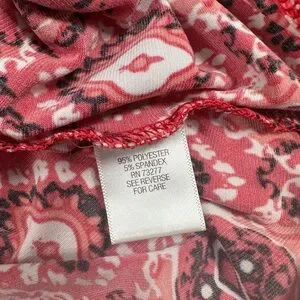 95% POLYESTER
5% SPANDEX
RN 73277
SEE REVERSE
FOR CARE